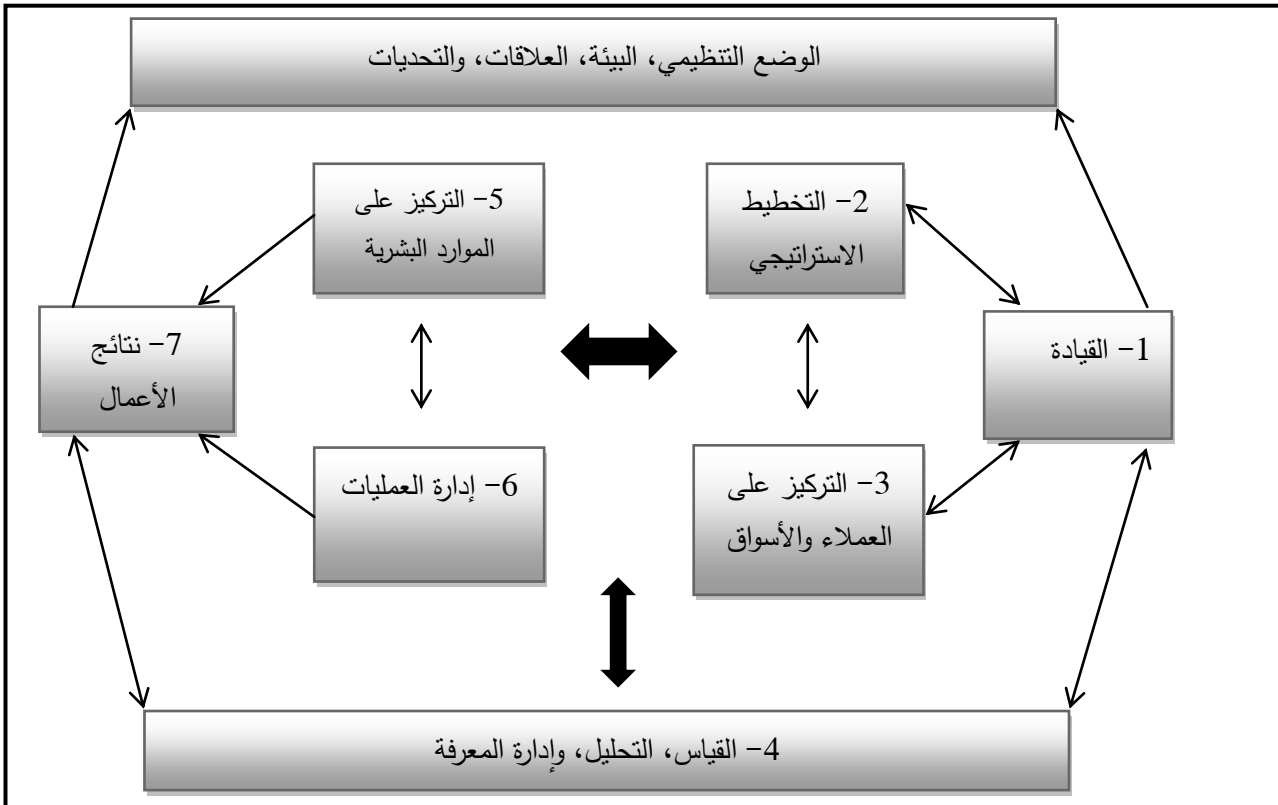 الوضع التنظيمي، البيئة، العلاقات، والتحديات
1- القيادة
2- التخطيط
الاستراتيجي
3- التركيز على
العملاء والأسواق
5- التركيز على
الموارد البشرية
6- إدارة العمليات
7- نتائج
الأعمال
4- القياس، التحليل، وإدارة المعرفة